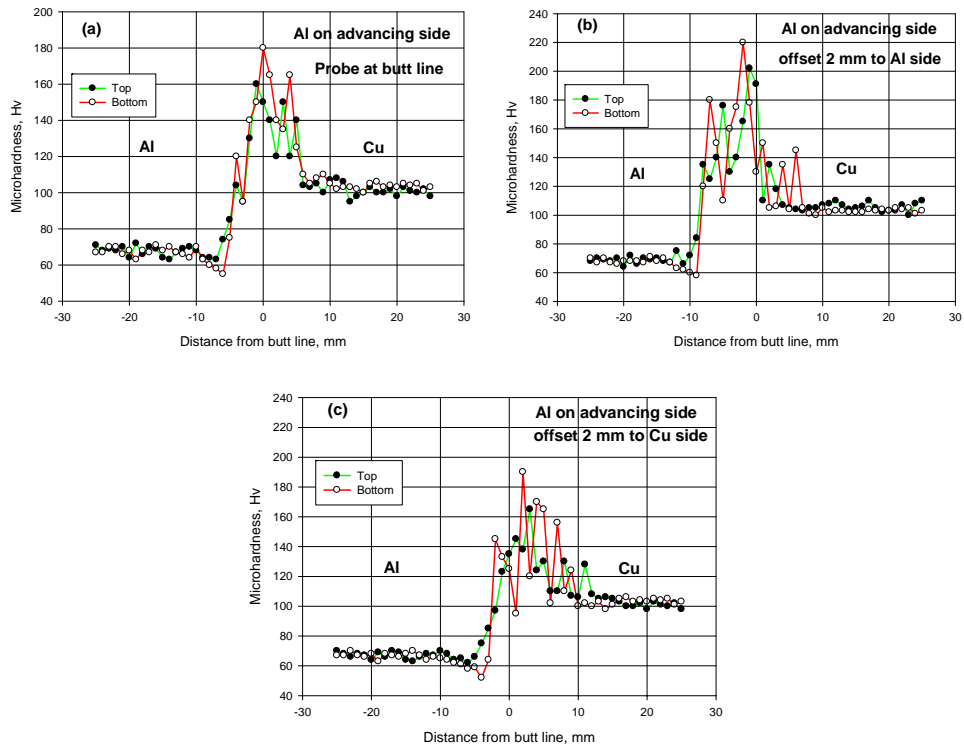 (a)
Al on advancing side
Probe at butt line
Top
Bottom
Al
Cu
Microhardness, Hv
180
160
140
120
100
80
60
40
200
-30
-20
-10
0
10
20
30
Distance from butt line, mm
(b)
Al on advancing side
offset 2 mm to Al side
Top
Bottom
Al
Cu
Microhardness, Hv
240
220
200
180
160
140
120
100
80
60
40
-30
-20
-10
0
10
20
30
Distance from butt line, mm
(c)
Al on advancing side
offset 2 mm to Cu side
Top
Bottom
Al
Cu
Microhardness, Hv
240
220
200
180
160
140
120
100
80
60
40
-30
-20
-10
0
10
20
30
Distance from butt line, mm